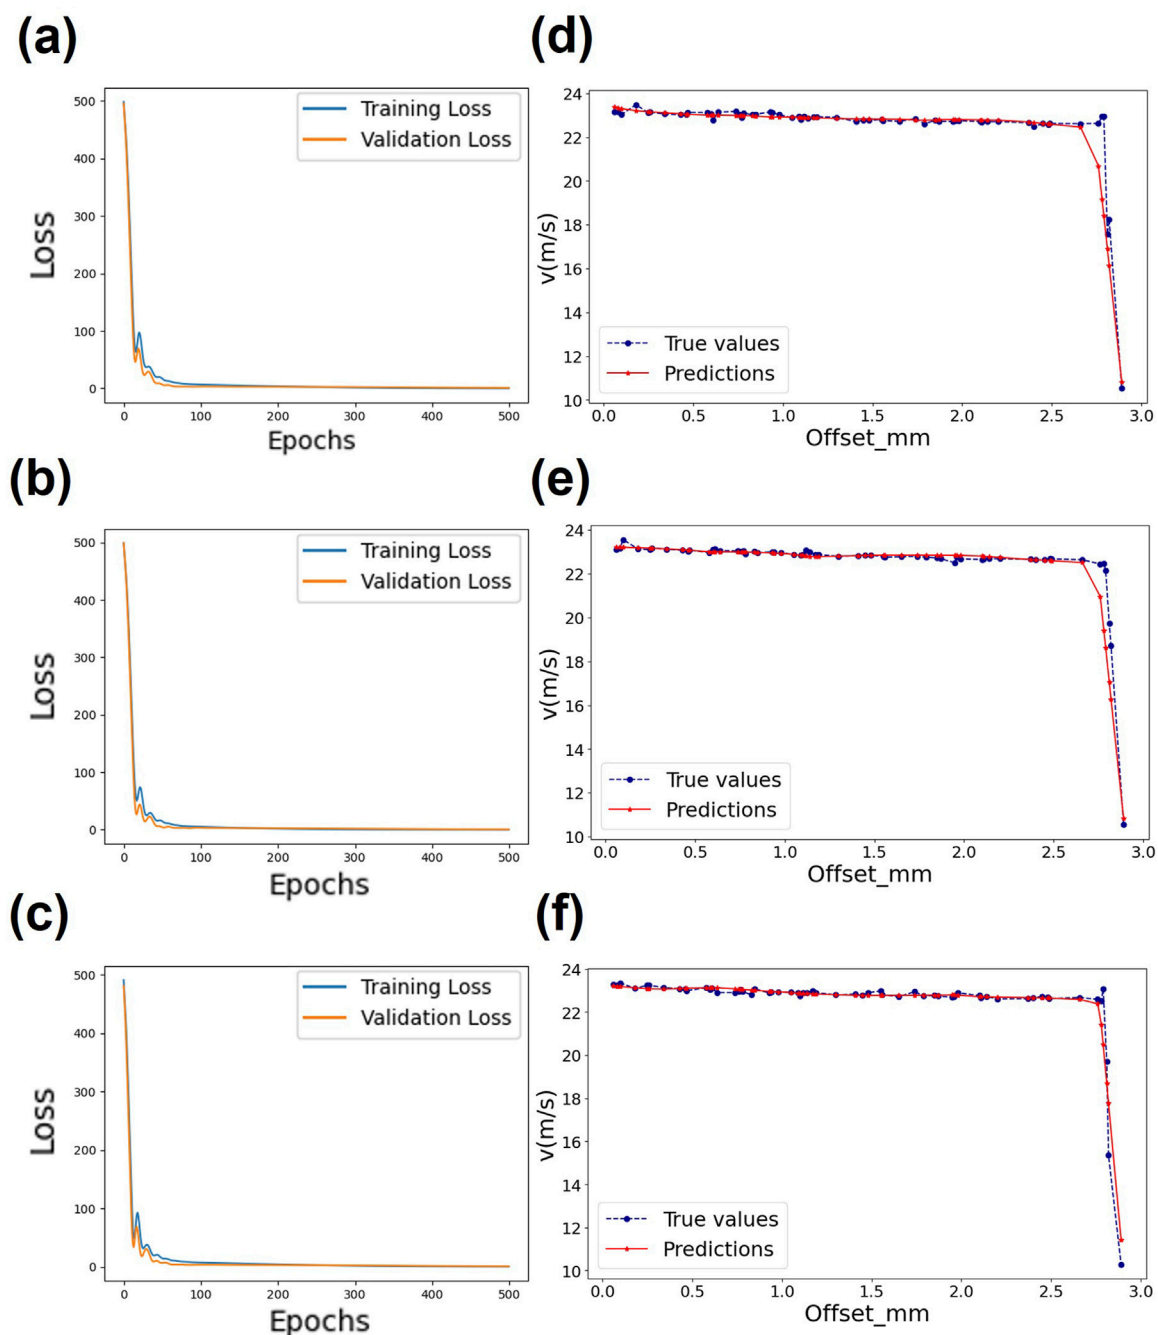 (a)
500
400
300
200
100
0
Loss
Training Loss
Validation Loss
0 100 200 300 400 500
Epochs
(d)
24
22
20
18
16
14
12
10
v(m/s)
True values
Predictions
0.0 0.5 1.0 1.5 2.0 2.5 3.0
Offset_mm
(b)
500
400
300
200
100
0
Loss
Training Loss
Validation Loss
0 100 200 300 400 500
Epochs
(e)
24
22
20
18
16
14
12
10
v(m/s)
True values
Predictions
0.0 0.5 1.0 1.5 2.0 2.5 3.0
Offset_mm
(c)
500
400
300
200
100
0
Loss
Training Loss
Validation Loss
0 100 200 300 400 500
Epochs
(f)
24
22
20
18
16
14
12
10
v(m/s)
True values
Predictions
0.0 0.5 1.0 1.5 2.0 2.5 3.0
Offset_mm